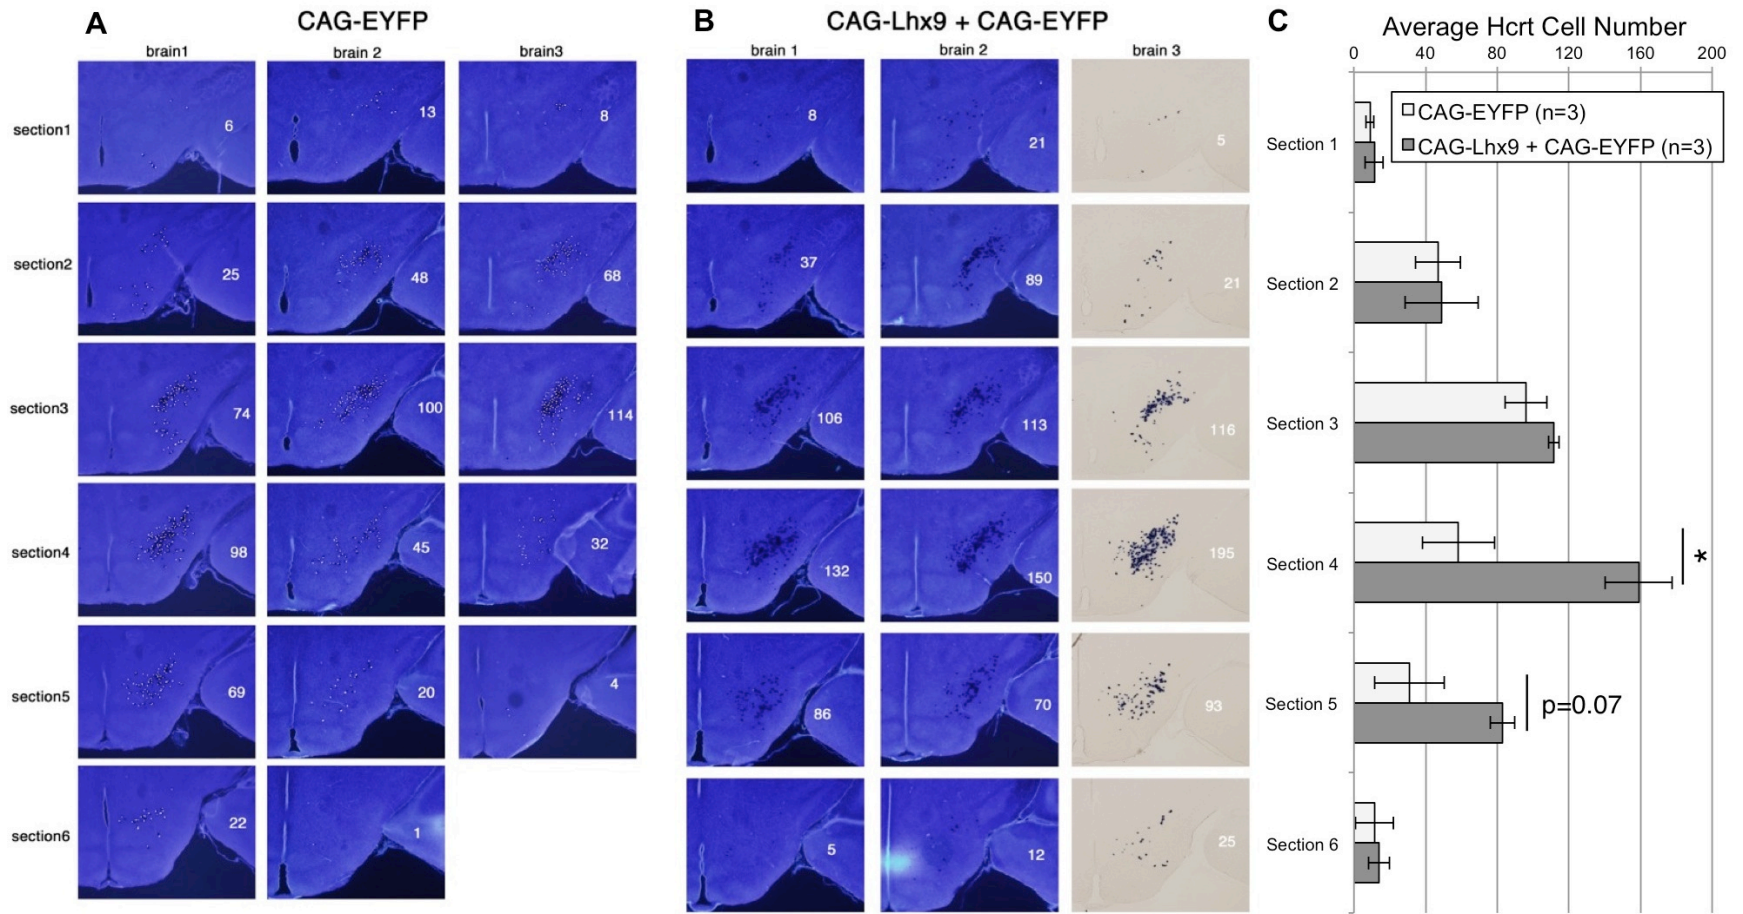 A
CAG-EYFP
brain1
brain 2
brain3
section1
6
13
8
section2
25
48
68
section3
74
100
114
section4
98
45
32
section5
69
20
4
section6
22
1
B
CAG-Lhx9 + CAG-EYFP
brain 1
brain 2
brain 3
8
21
5
37
89
21
106
113
116
132
150
195
86
70
93
5
12
25
C
Average Hcrt Cell Number
0 40 80 120 160 200
CAG-EYFP (n=3)
CAG-Lhx9 + CAG-EYFP (n=3)
Section 1
Section 2
Section 3
Section 4
*
Section 5
p=0.07
Section 6